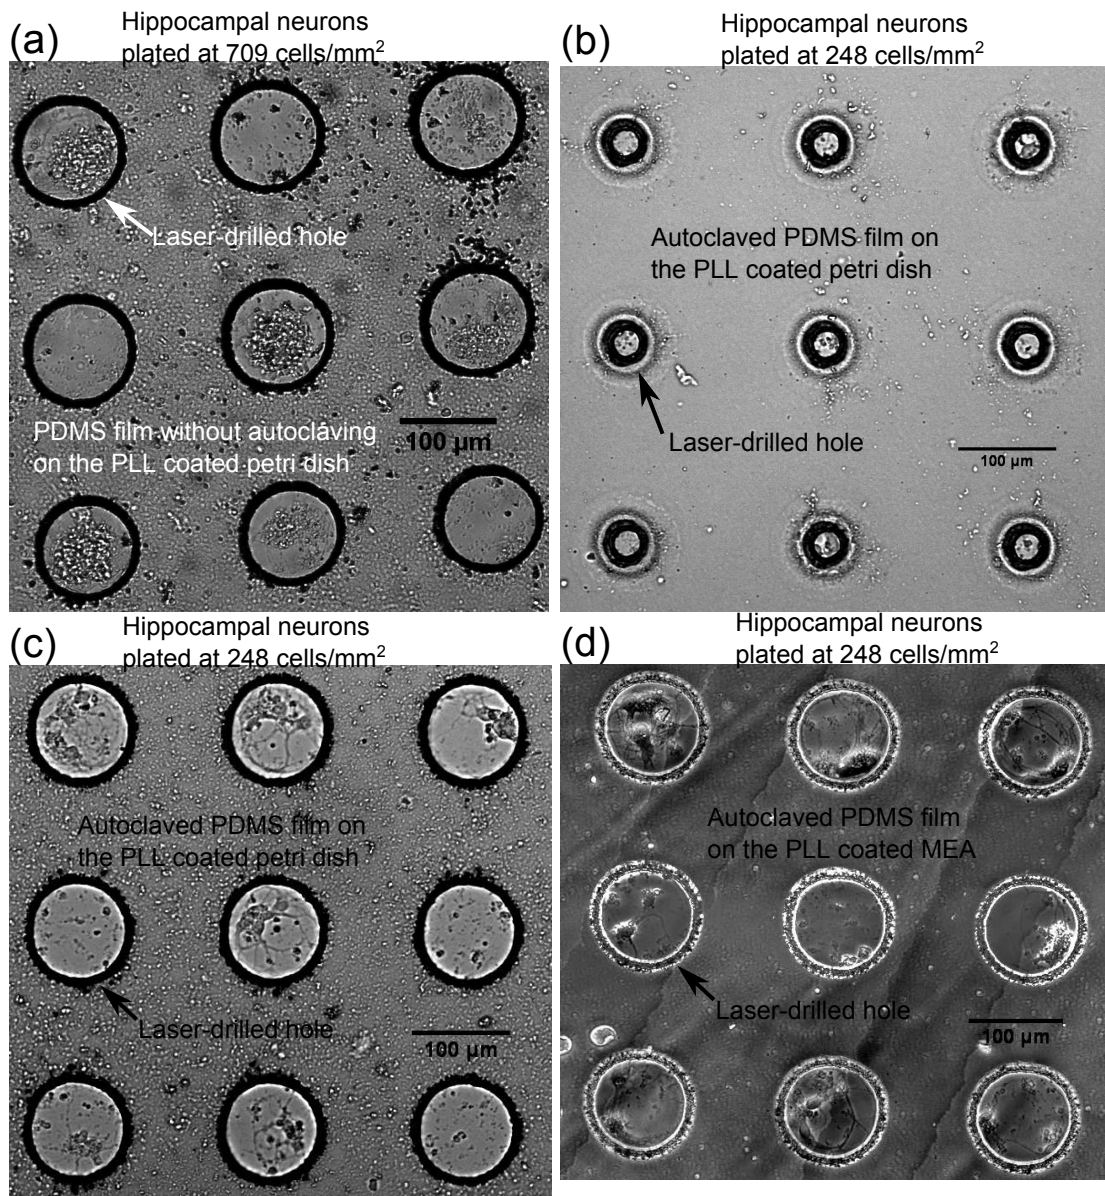 (a)
Hippocampal neurons
plated at 709 cells/mm²
Laser-drilled hole
PDMS film without autoclaving
on the PLL coated petri dish
100 µm
(b)
Hippocampal neurons
plated at 248 cells/mm²
Autoclaved PDMS film on
the PLL coated petri dish
Laser-drilled hole
100 µm
(c)
Hippocampal neurons
plated at 248 cells/mm²
Autoclaved PDMS film on
the PLL coated petri dish
Laser-drilled hole
100 µm
(d)
Hippocampal neurons
plated at 248 cells/mm²
Autoclaved PDMS film
on the PLL coated MEA
Laser-drilled hole
100 µm